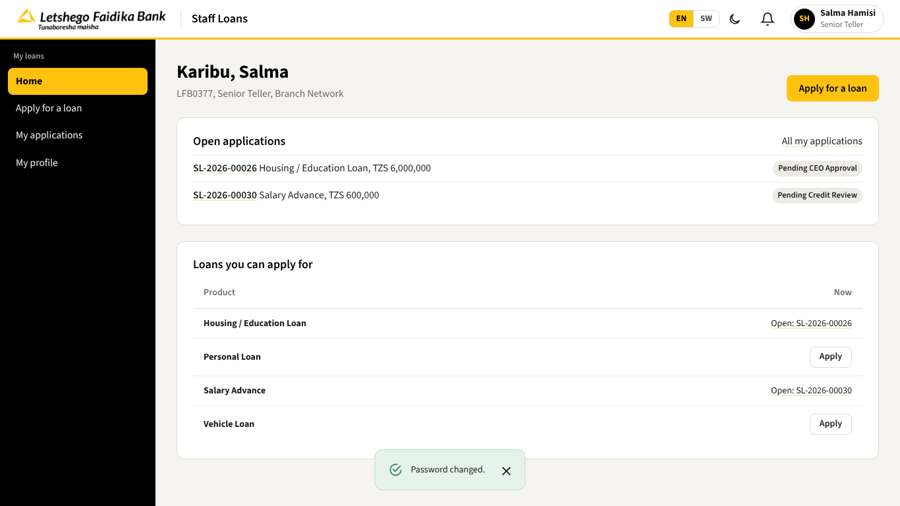 Letshego Faidika Bank
Tunaboresha maisha
Staff Loans
EN
SW
SH
Salma Hamisi
Senior Teller
My loans
Home
Apply for a loan
My applications
My profile
Karibu, Salma
LFB0377, Senior Teller, Branch Network
Apply for a loan
Open applications
All my applications
SL-2026-00026 Housing / Education Loan, TZS 6,000,000
Pending CEO Approval
SL-2026-00030 Salary Advance, TZS 600,000
Pending Credit Review
Loans you can apply for
Product
Now
Housing / Education Loan
Open: SL-2026-00026
Personal Loan
Apply
Salary Advance
Open: SL-2026-00030
Vehicle Loan
Apply
Password changed.